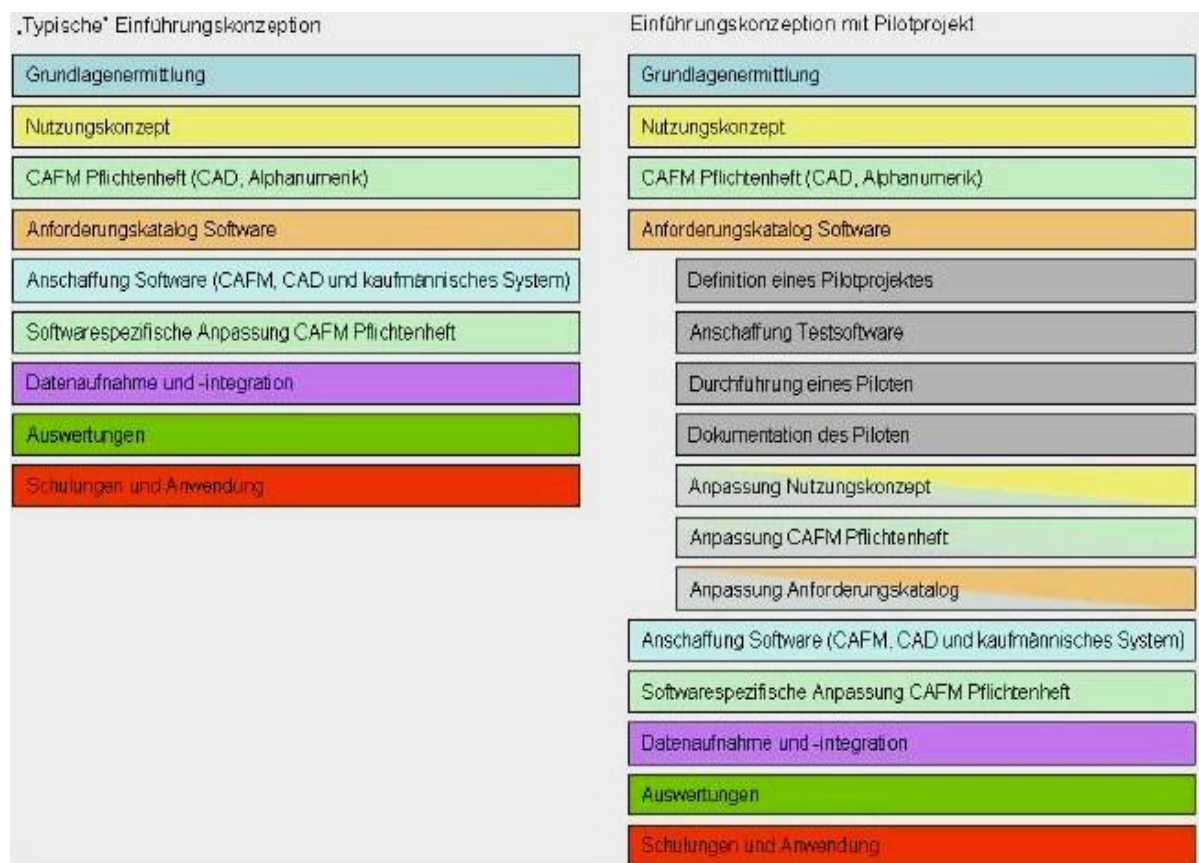 „Typische“ Einführungskonzeption
Grundlagenermittlung
Nutzungskonzept
CAFM Pflichtenheft (CAD, Alphanumerik)
Anforderungskatalog Software
Anschaffung Software (CAFM, CAD und kaufmännisches System)
Softwarespezifische Anpassung CAFM Pflichtenheft
Datenaufnahme und -integration
Auswertungen
Schulungen und Anwendung
Einführungskonzeption mit Pilotprojekt
Grundlagenermittlung
Nutzungskonzept
CAFM Pflichtenheft (CAD, Alphanumerik)
Anforderungskatalog Software
Definition eines Pilotprojektes
Anschaffung Testsoftware
Durchführung eines Piloten
Dokumentation des Piloten
Anpassung Nutzungskonzept
Anpassung CAFM Pflichtenheft
Anpassung Anforderungskatalog
Anschaffung Software (CAFM, CAD und kaufmännisches System)
Softwarespezifische Anpassung CAFM Pflichtenheft
Datenaufnahme und -integration
Auswertungen
Schulungen und Anwendung